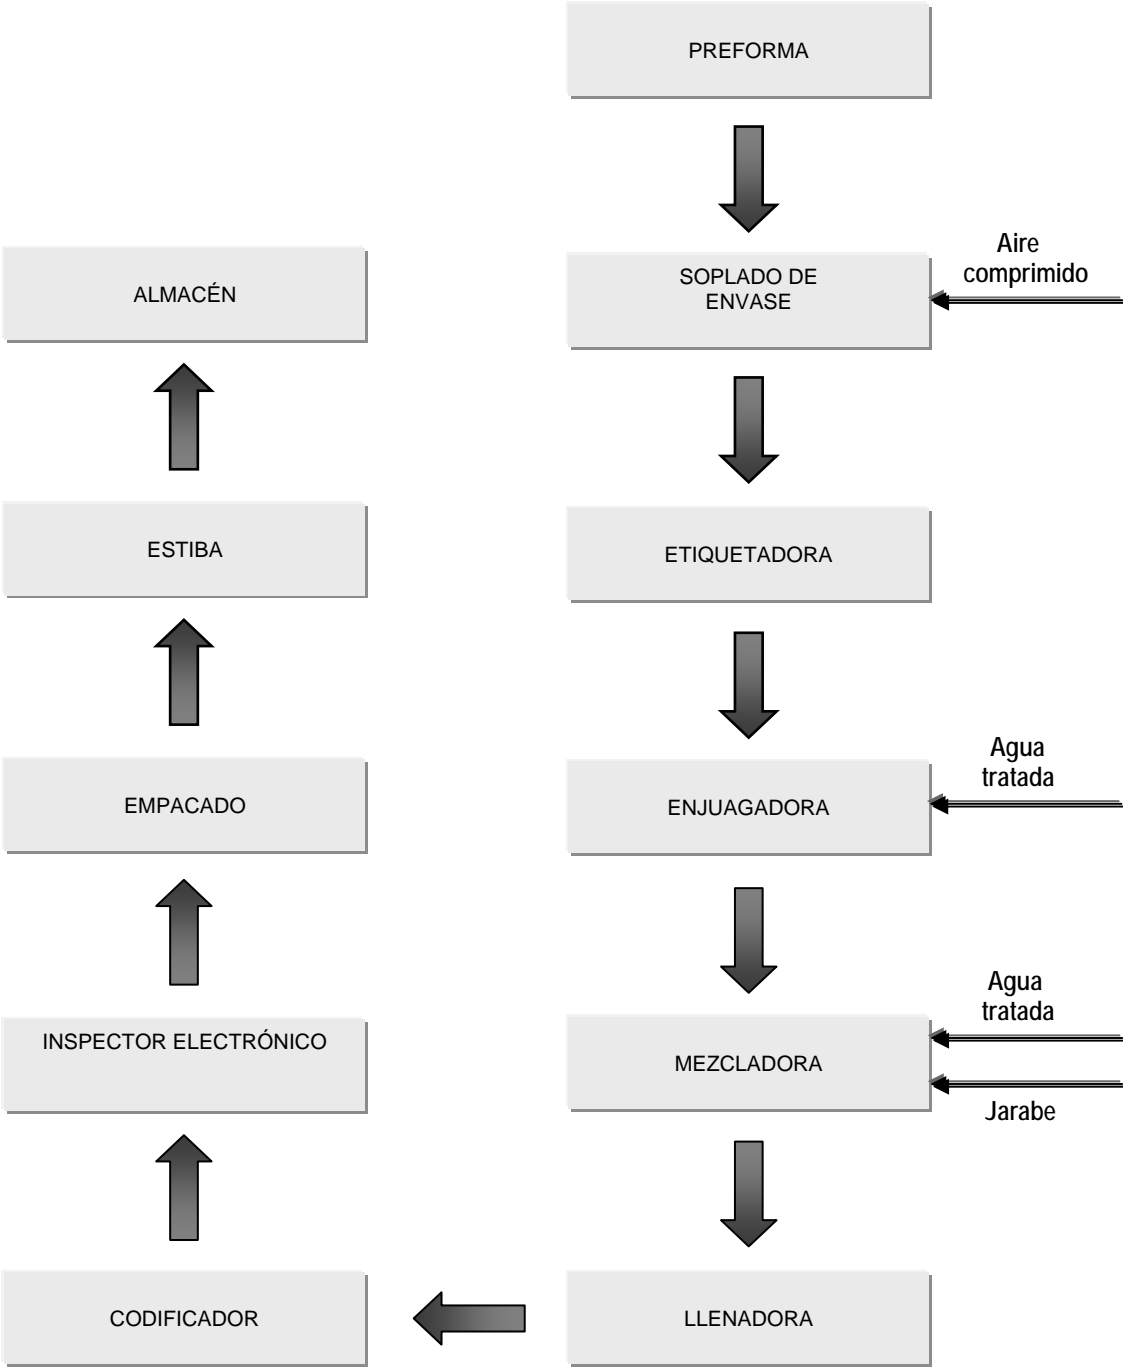 PREFORMA
Aire
comprimido
SOPLADO DE
ENVASE
ETIQUETADORA
Agua
tratada
ENJUAGADORA
Agua
tratada
MEZCLADORA
Jarabe
LLENADORA
CODIFICADOR
INSPECTOR ELECTRÓNICO
EMPACADO
ESTIBA
ALMACÉN